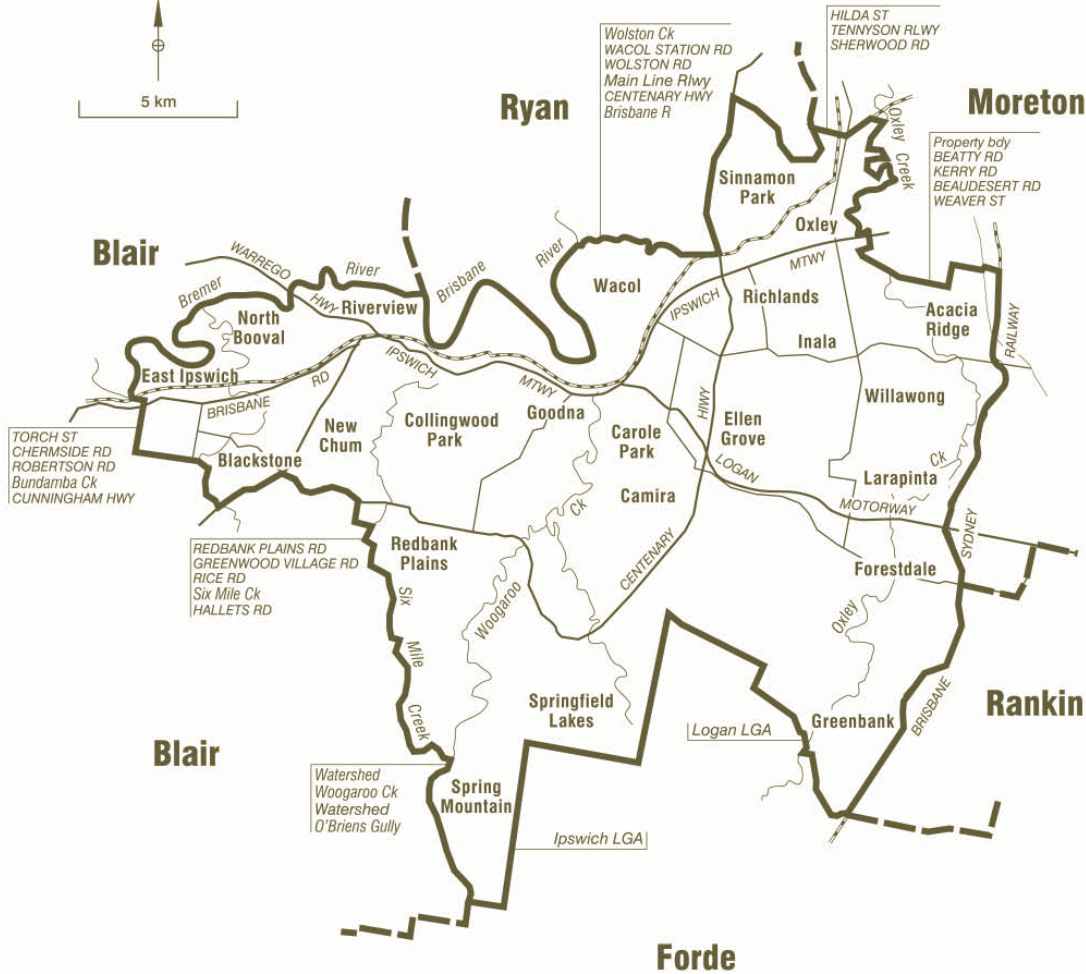 5 km
Ryan
Wolston Ck
WACOL STATION RD
WOLSTON RD
Main Line Rlwy
CENTENARY HWY
Brisbane R
HILDA ST
TENNYSON RLWY
SHERWOOD RD
Moreton
Oxley
Creek
Property bdy
BEATTY RD
KERRY RD
BEAUDESERT RD
WEAVER ST
Sinnamon
Park
Oxley
Blair
WARREGO
HWY
Bremer
River
Riverview
Brisbane
River
Wacol
IPSWICH
MTWY
Richlands
North
Booval
Acacia
Ridge
RAILWAY
Inala
East Ipswich
BRISBANE
RD
IPSWICH
MTWY
Goodna
HIWY
Willawong
TORCH ST
CHERMSIDE RD
ROBERTSON RD
Bundamba Ck
CUNNINGHAM HWY
New
Chum
Collingwood
Park
Carole
Park
Ellen
Grove
Blackstone
LOGAN
MOTORWAY
Larapinta
Ck
Camira
Ck
SYDNEY
REDBANK PLAINS RD
GREENWOOD VILLAGE RD
RICE RD
Six Mile Ck
HALLETS RD
Redbank
Plains
CENTENARY
Forestdale
Six
Mile
Creek
Woogaroo
Oxley
Springfield
Lakes
Greenbank
BRISBANE
Rankin
Logan LGA
Blair
Watershed
Woogaroo Ck
Watershed
O'Briens Gully
Spring
Mountain
Ipswich LGA
Forde